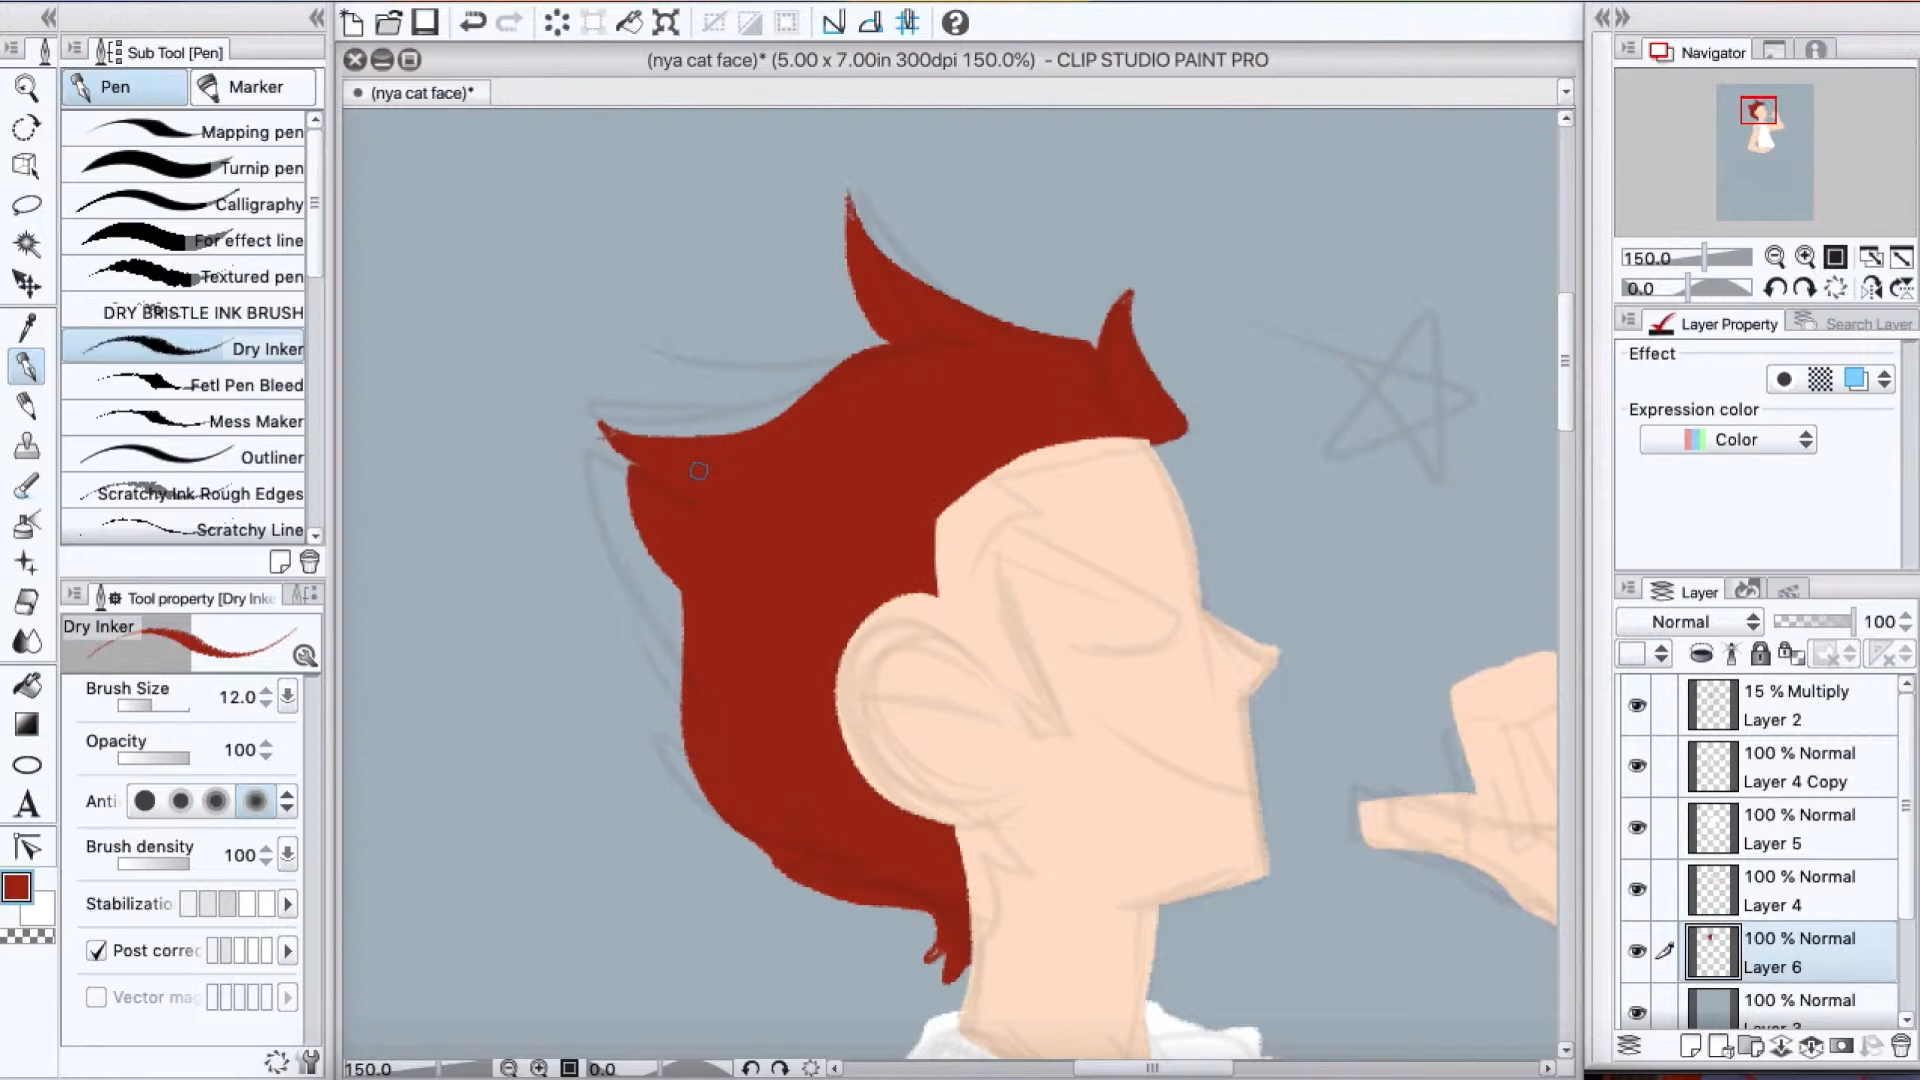 Sub Tool [Pen]
Pen
Marker
Mapping pen
Turnip pen
Calligraphy
For effect line
Textured pen
DRY BRISTLE INK BRUSH
Dry Inker
Fetl Pen Bleed
Mess Maker
Outliner
Scratchy Ink Rough Edges
Scratchy Line
Tool property [Dry Inke
Dry Inker
Brush Size 12.0
Opacity 100
Anti-
Brush density 100
Stabilizatio
Post correc
Vector mag
A
(nya cat face)* (5.00 x 7.00in 300dpi 150.0%) - CLIP STUDIO PAINT PRO
(nya cat face)*
150.0
0.0
Navigator
150.0
0.0
Layer Property
Search Layer
Effect
Expression color
Color
Layer
Normal 100
15 % Multiply
Layer 2
100 % Normal
Layer 4 Copy
100 % Normal
Layer 5
100 % Normal
Layer 4
100 % Normal
Layer 6
100 % Normal